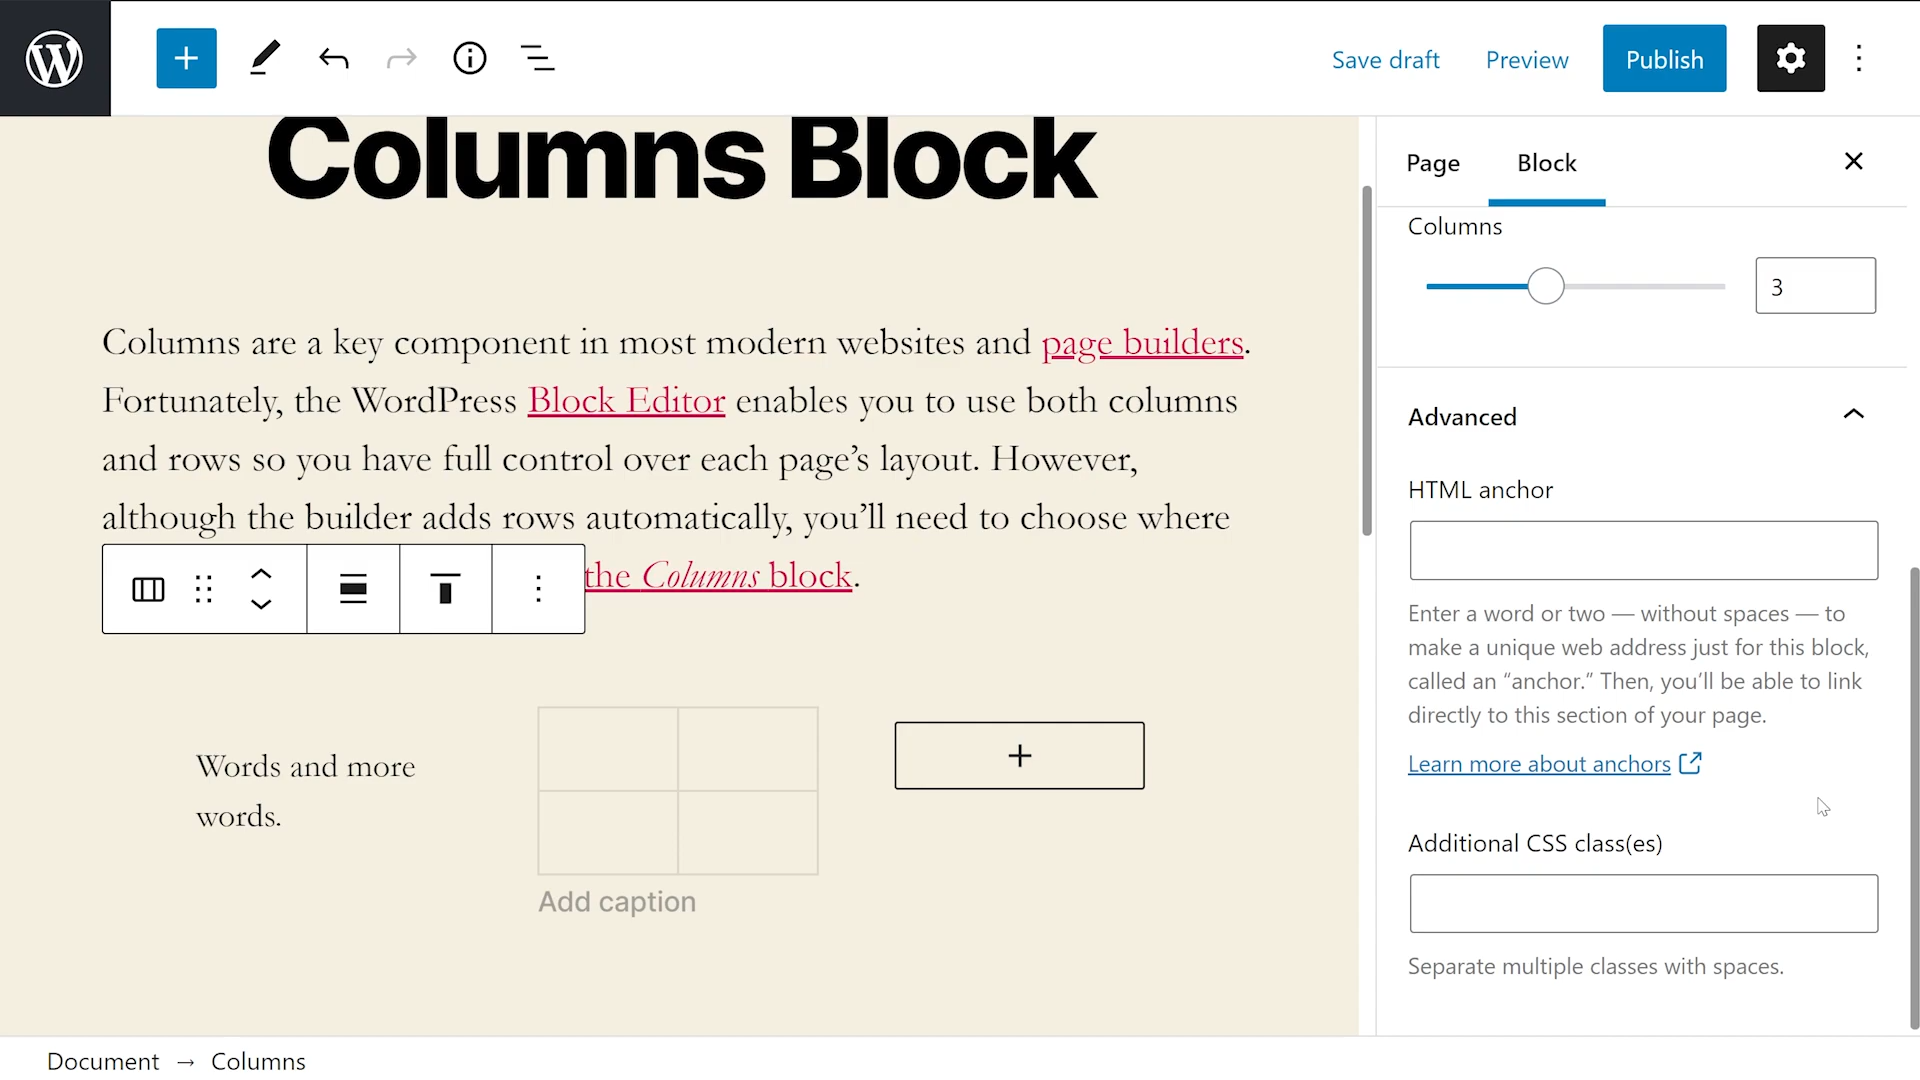 Save draft
Preview
Publish
Columns Block
Columns are a key component in most modern websites and page builders.
Fortunately, the WordPress Block Editor enables you to use both columns
and rows so you have full control over each page’s layout. However,
although the builder adds rows automatically, you’ll need to choose where
the Columns block.
Words and more
words.
+
Add caption
Page
Block
Columns
3
Advanced
HTML anchor
Enter a word or two — without spaces — to
make a unique web address just for this block,
called an “anchor.” Then, you’ll be able to link
directly to this section of your page.
Learn more about anchors
Additional CSS class(es)
Separate multiple classes with spaces.
Document → Columns